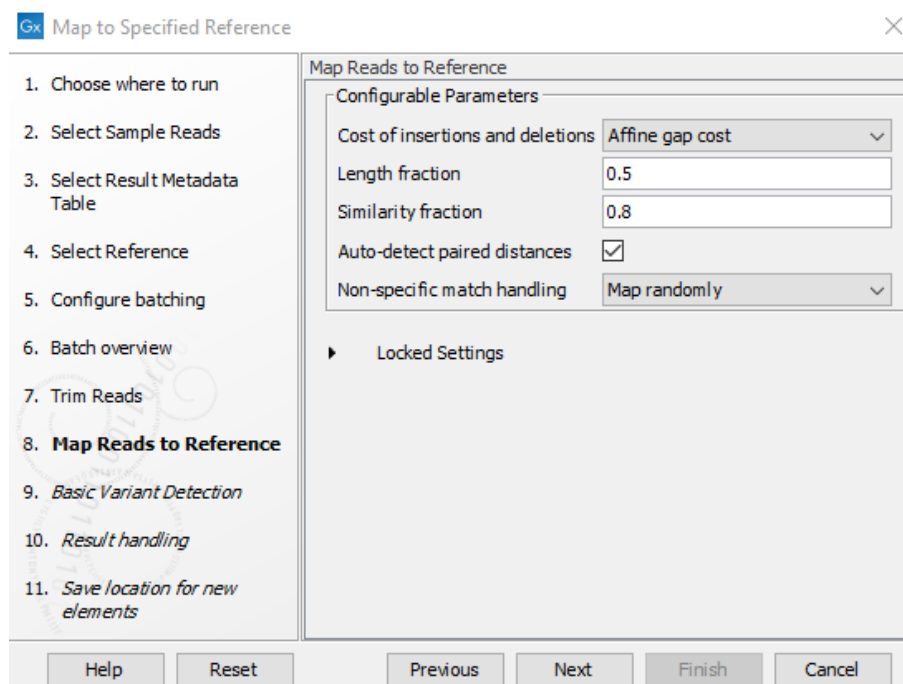 Gx Map to Specified Reference
1. Choose where to run
2. Select Sample Reads
3. Select Result Metadata
Table
4. Select Reference
5. Configure batching
6. Batch overview
7. Trim Reads
8. Map Reads to Reference
9. Basic Variant Detection
10. Result handling
11. Save location for new
elements
Map Reads to Reference
Configurable Parameters
Cost of insertions and deletions Affine gap cost
Length fraction 0.5
Similarity fraction 0.8
Auto-detect paired distances
Non-specific match handling Map randomly
Locked Settings
Help Reset Previous Next Finish Cancel